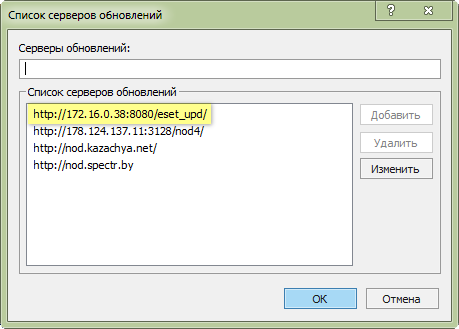 Список серверов обновлений
Серверы обновлений:
Список серверов обновлений
http://172.16.0.38:8080/eset_upd/
http://178.124.137.11:3128/nod4/
http://nod.kazachya.net/
http://nod.spectr.by
Добавить
Удалить
Изменить
OK
Отмена